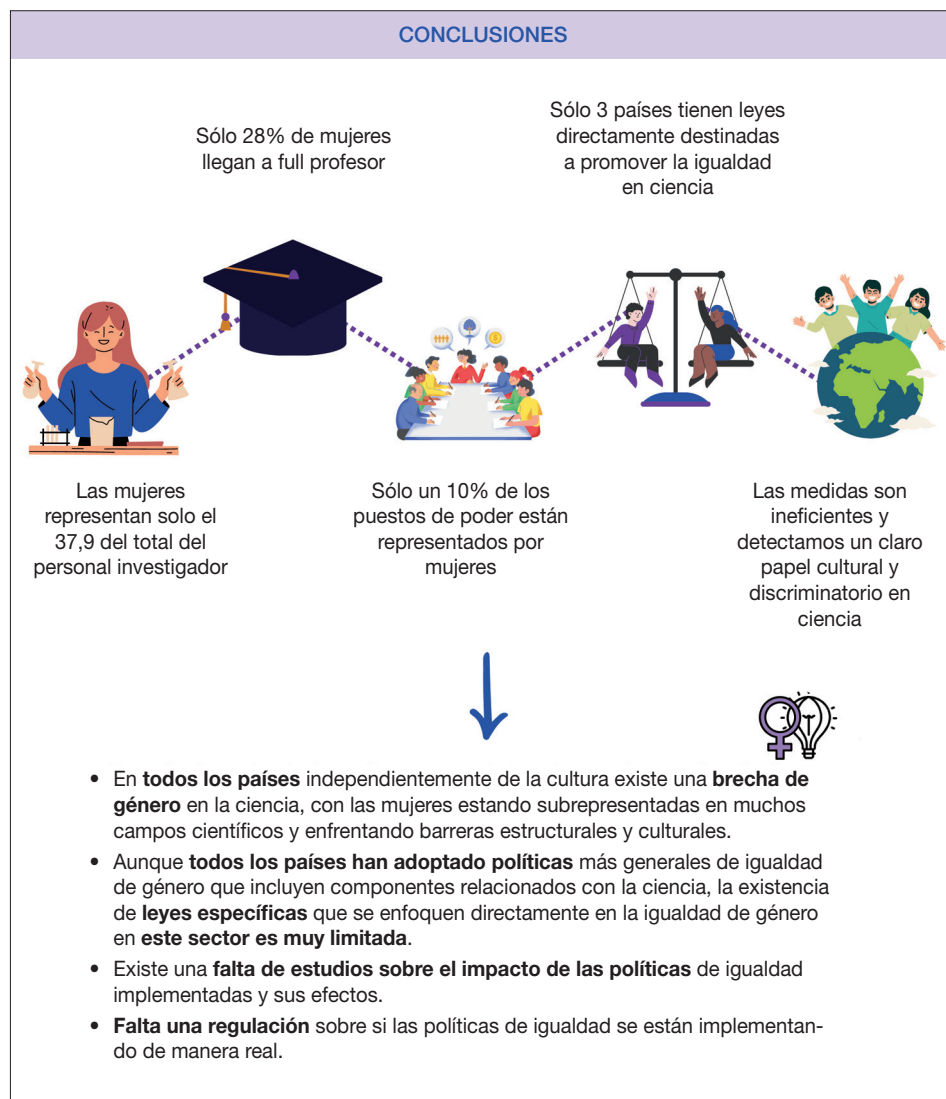 CONCLUSIONES
Sólo 28% de mujeres
llegan a full profesor
Sólo 3 países tienen leyes
directamente destinadas
a promover la igualdad
en ciencia
Las mujeres
representan solo el
37,9 del total del
personal investigador
Sólo un 10% de los
puestos de poder están
representados por
mujeres
Las medidas son
ineficientes y
detectamos un claro
papel cultural y
discriminatorio en
ciencia
• En todos los países independientemente de la cultura existe una brecha de
género en la ciencia, con las mujeres estando subrepresentadas en muchos
campos científicos y enfrentando barreras estructurales y culturales.
• Aunque todos los países han adoptado políticas más generales de igualdad
de género que incluyen componentes relacionados con la ciencia, la existencia
de leyes específicas que se enfoquen directamente en la igualdad de género
en este sector es muy limitada.
• Existe una falta de estudios sobre el impacto de las políticas de igualdad
implementadas y sus efectos.
• Falta una regulación sobre si las políticas de igualdad se están implementan-
do de manera real.